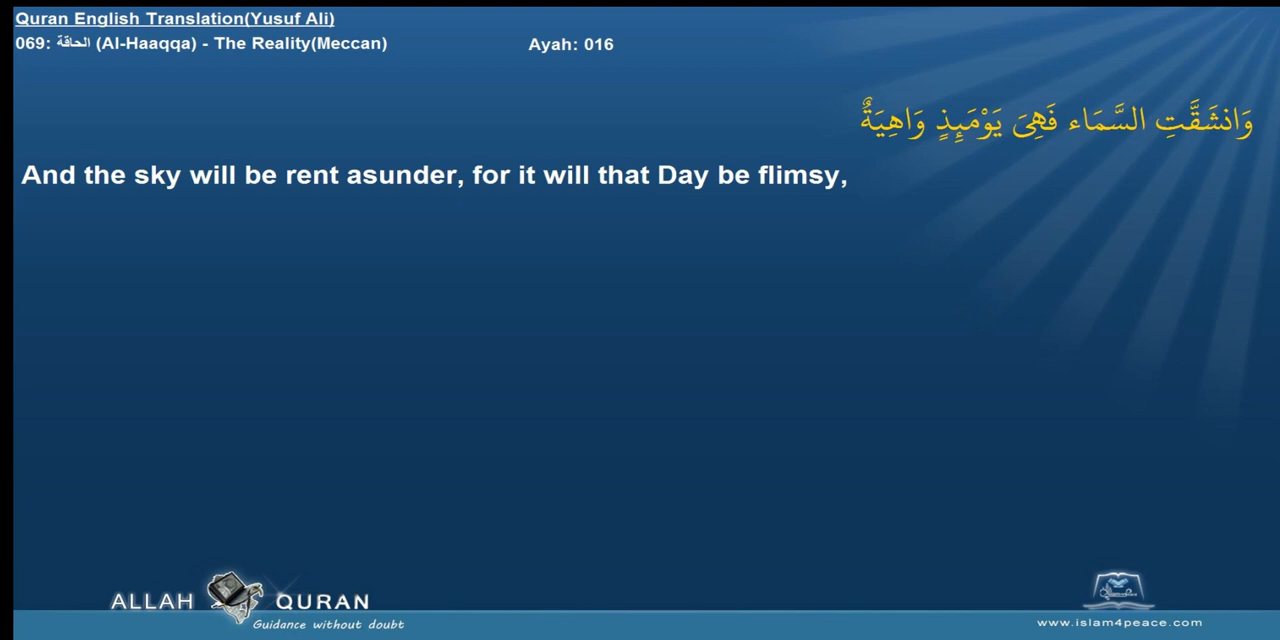 Quran English Translation(Yusuf Ali)
069: الحاقة (Al-Haaqqa) - The Reality(Meccan) Ayah: 016
وَانشَقَّتِ السَّمَاء فَهِىَ يَوْمَئِذٍ وَاهِيَةٌ
And the sky will be rent asunder, for it will that Day be flimsy,
ALLAH QURAN
Guidance without doubt
www.islam4peace.com